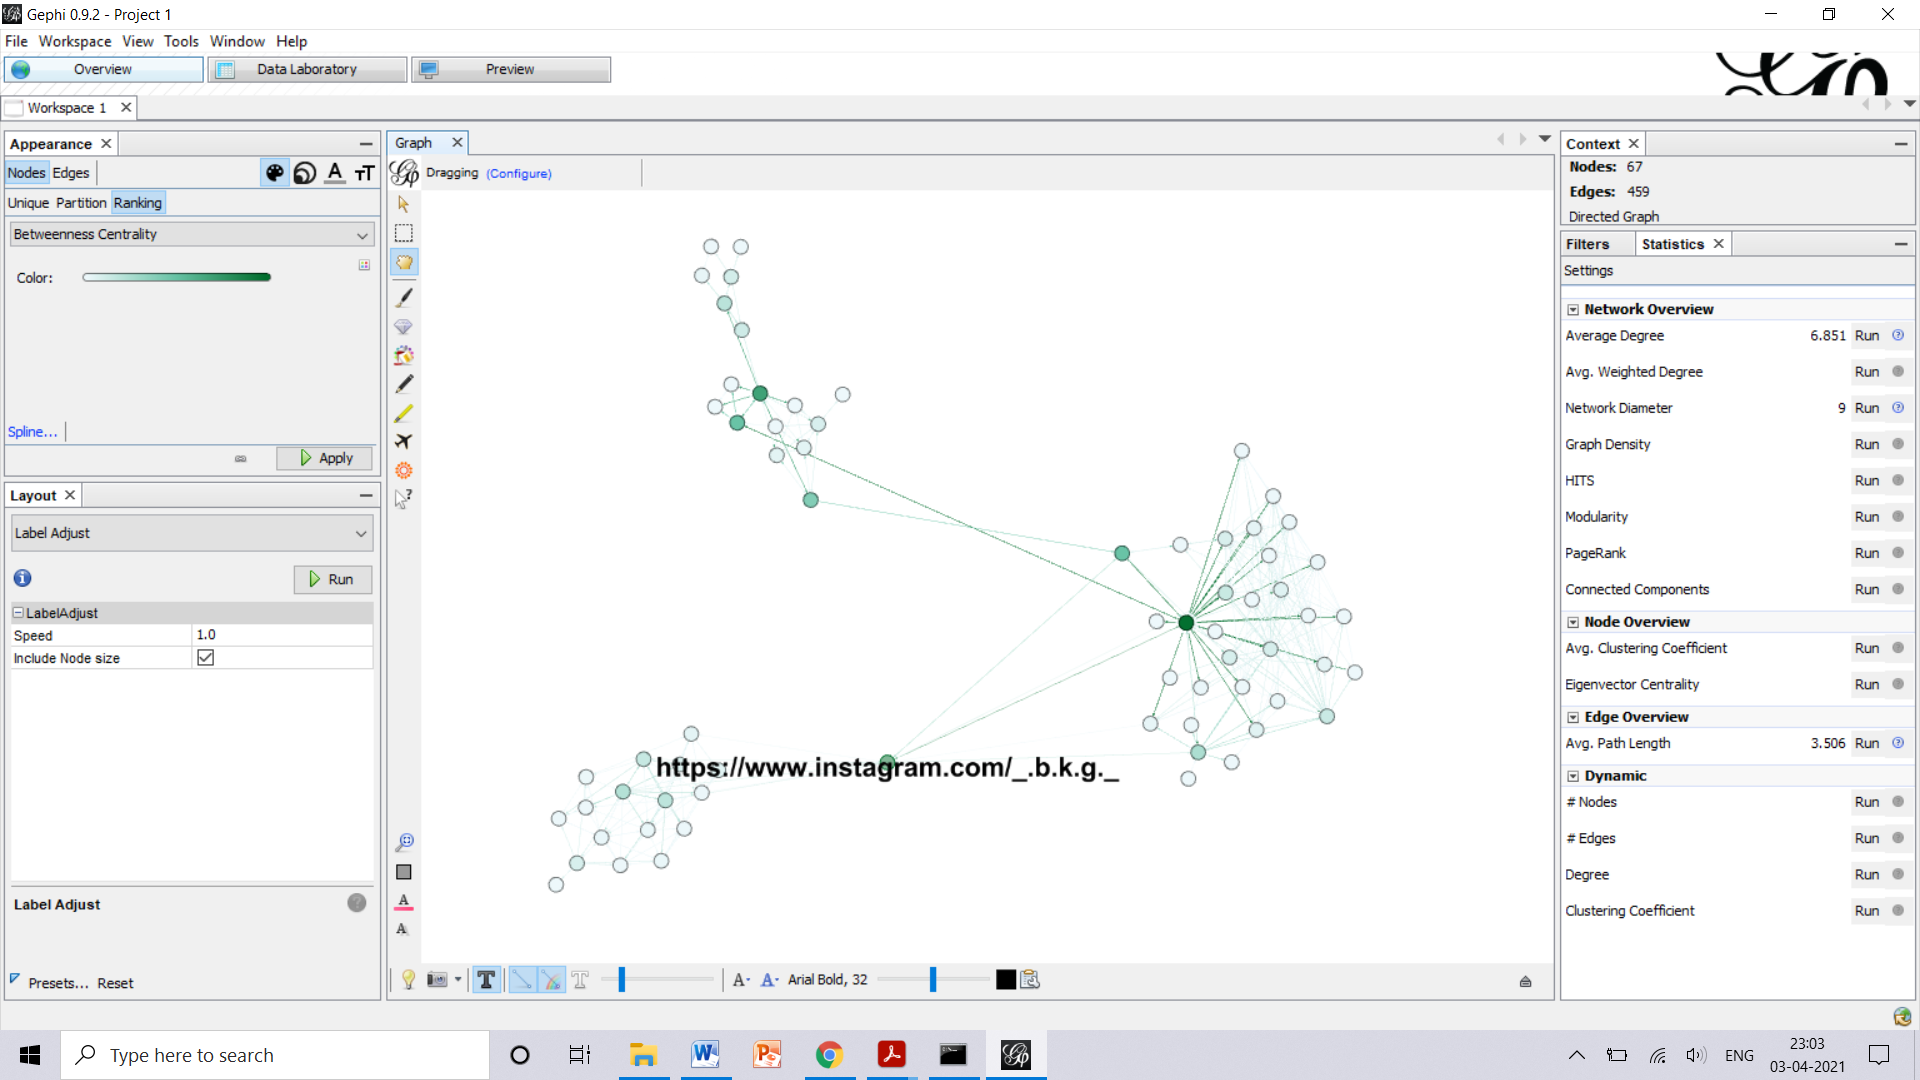 Gephi 0.9.2 - Project 1
File Workspace View Tools Window Help
Overview Data Laboratory Preview
Workspace 1
Appearance
Nodes Edges
Unique Partition Ranking
Betweenness Centrality
Color:
Spline...
Apply
Layout
Label Adjust
Run
LabelAdjust
Speed 1.0
Include Node size
Label Adjust
Presets... Reset
Graph
Dragging (Configure)
https://www.instagram.com/_.b.k.g._
Arial Bold, 32
Context
Nodes: 67
Edges: 459
Directed Graph
Filters Statistics
Settings
Network Overview
Average Degree 6.851 Run
Avg. Weighted Degree Run
Network Diameter 9 Run
Graph Density Run
HITS Run
Modularity Run
PageRank Run
Connected Components Run
Node Overview
Avg. Clustering Coefficient Run
Eigenvector Centrality Run
Edge Overview
Avg. Path Length 3.506 Run
Dynamic
# Nodes Run
# Edges Run
Degree Run
Clustering Coefficient Run
Type here to search
ENG
23:03
03-04-2021